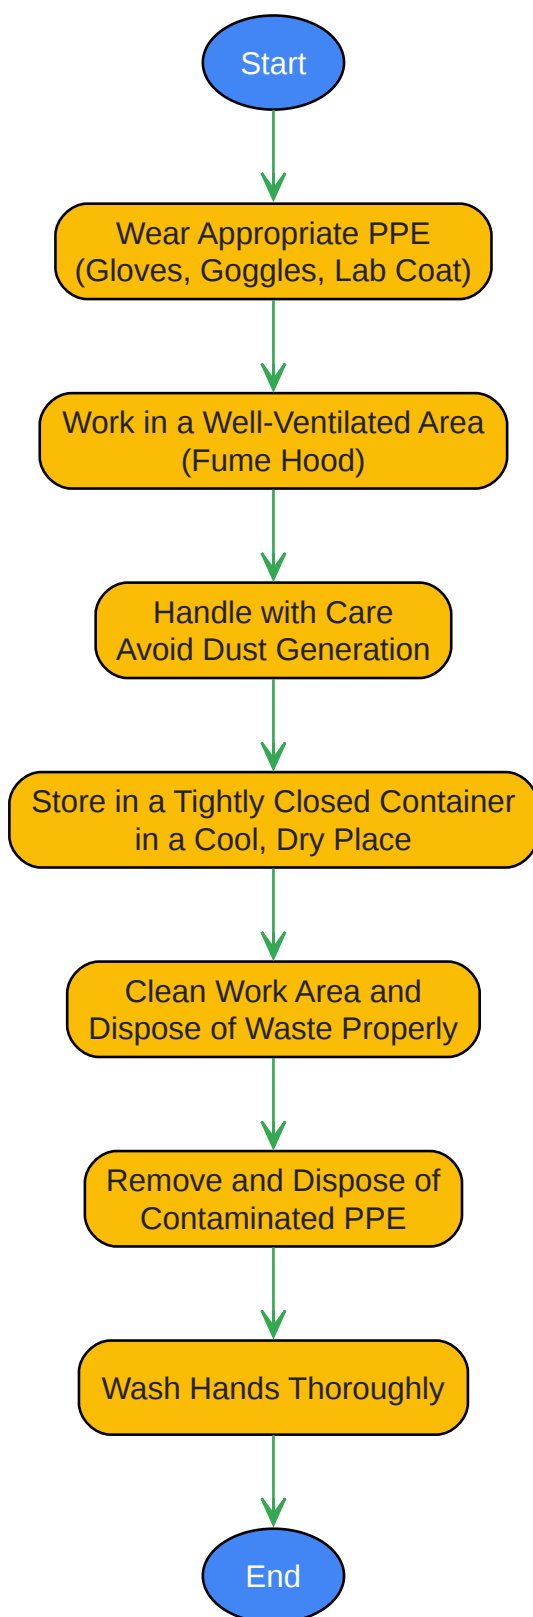 Start
Wear Appropriate PPE
(Gloves, Goggles, Lab Coat)
Work in a Well-Ventilated Area
(Fume Hood)
Handle with Care
Avoid Dust Generation
Store in a Tightly Closed Container
in a Cool, Dry Place
Clean Work Area and
Dispose of Waste Properly
Remove and Dispose of
Contaminated PPE
Wash Hands Thoroughly
End